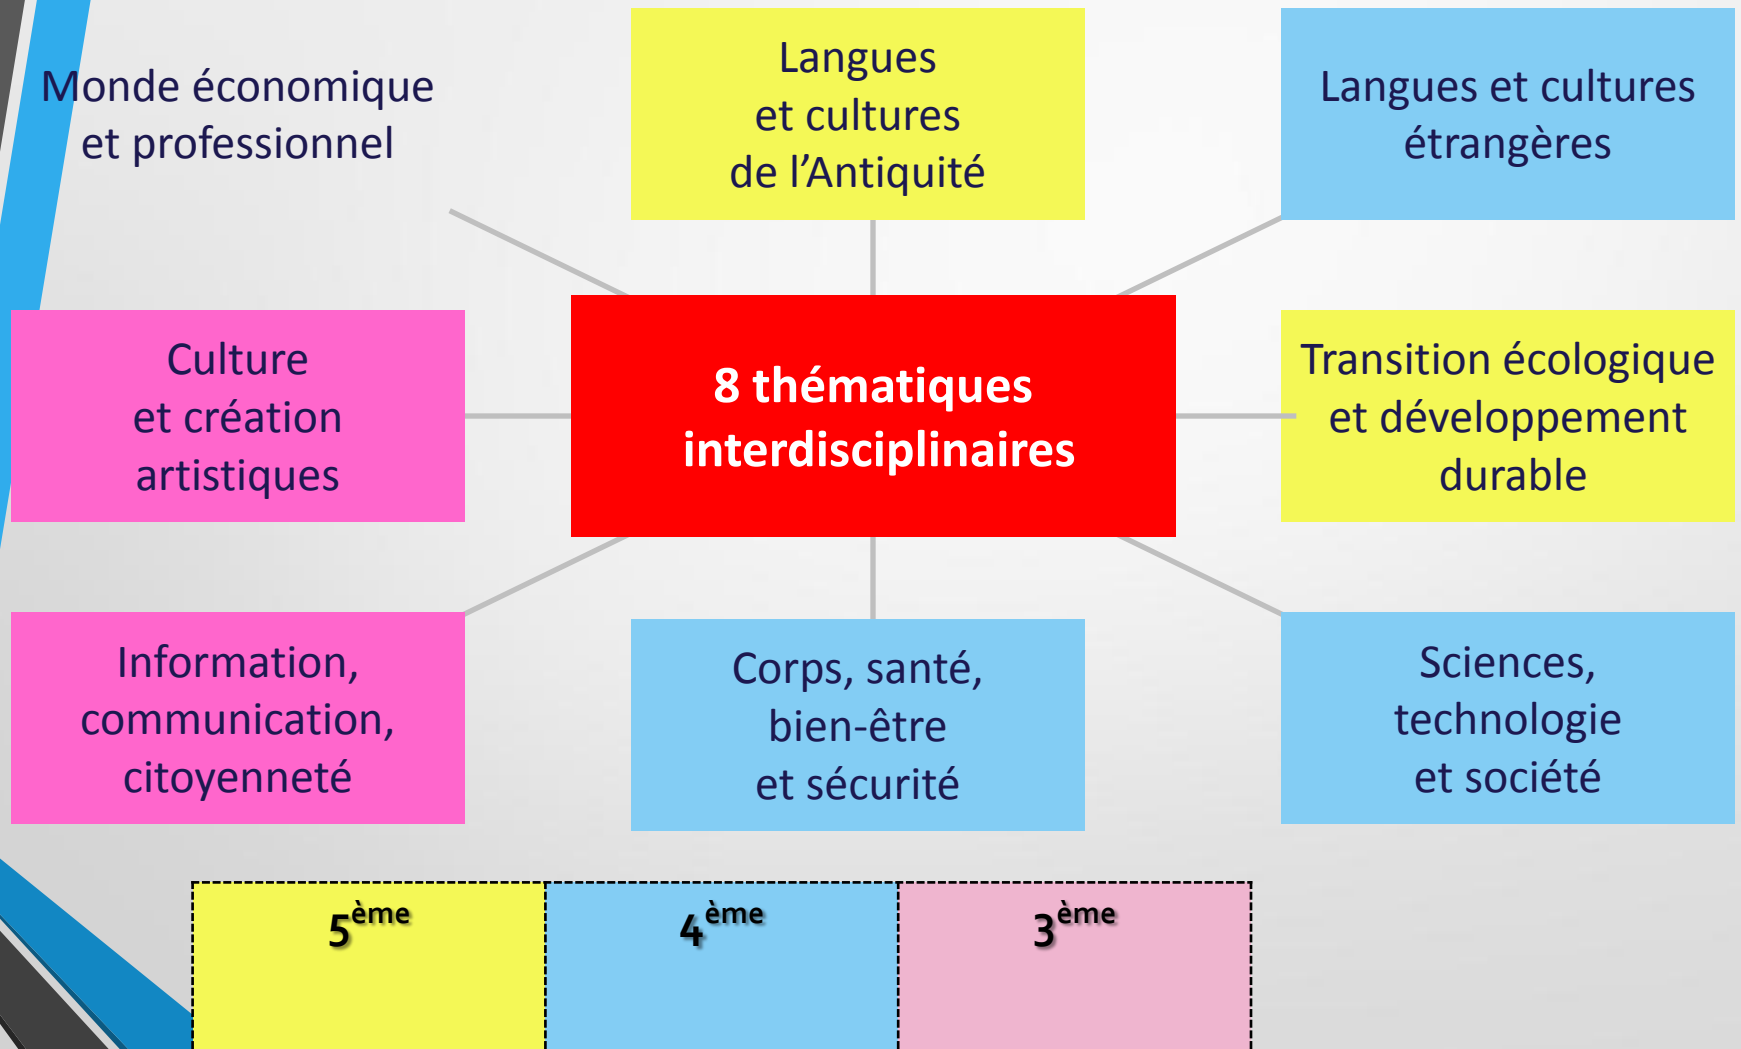 Monde économique
et professionnel
Langues
et cultures
de l’Antiquité
Langues et cultures
étrangères
Culture
et création
artistiques
8 thématiques
interdisciplinaires
Transition écologique
et développement
durable
Information,
communication,
citoyenneté
Corps, santé,
bien-être
et sécurité
Sciences,
technologie
et société
5ème
4ème
3ème